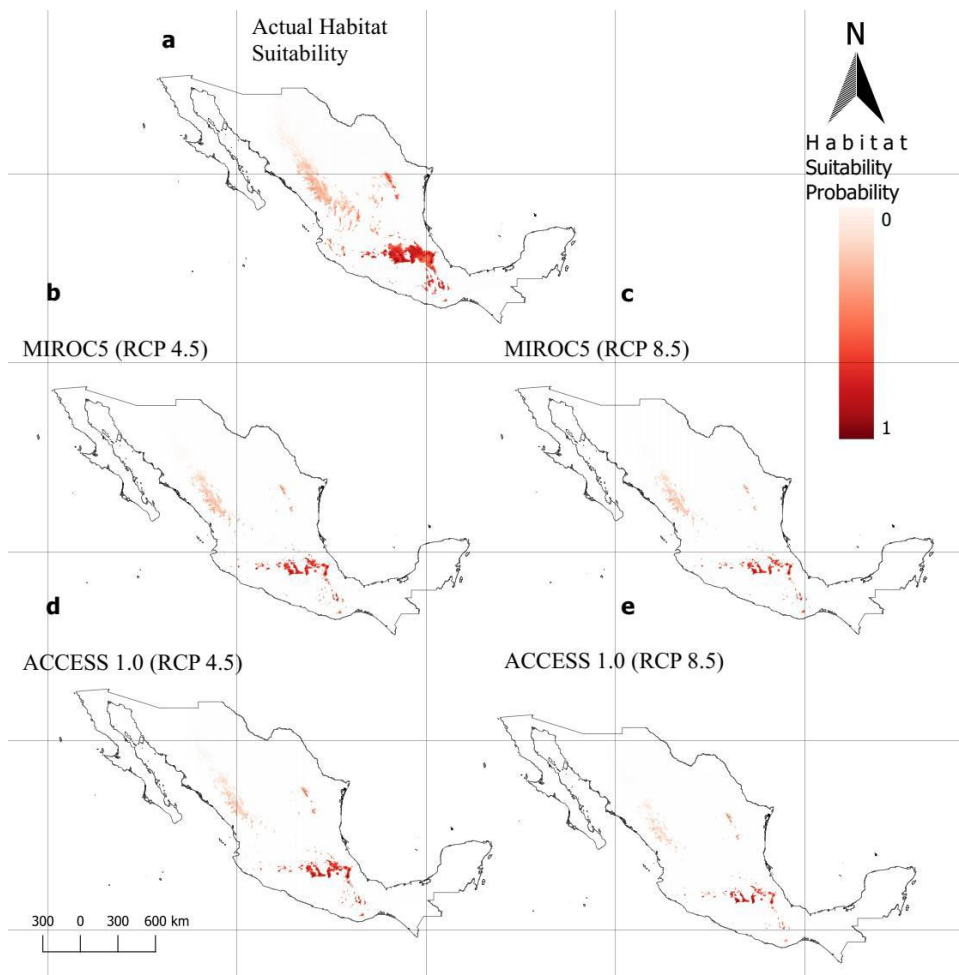 a
Actual Habitat
Suitability
N
H a b i t a t
Suitability
Probability
0
1
b
c
MIROC5 (RCP 4.5)
MIROC5 (RCP 8.5)
d
e
ACCESS 1.0 (RCP 4.5)
ACCESS 1.0 (RCP 8.5)
300 0 300 600 km